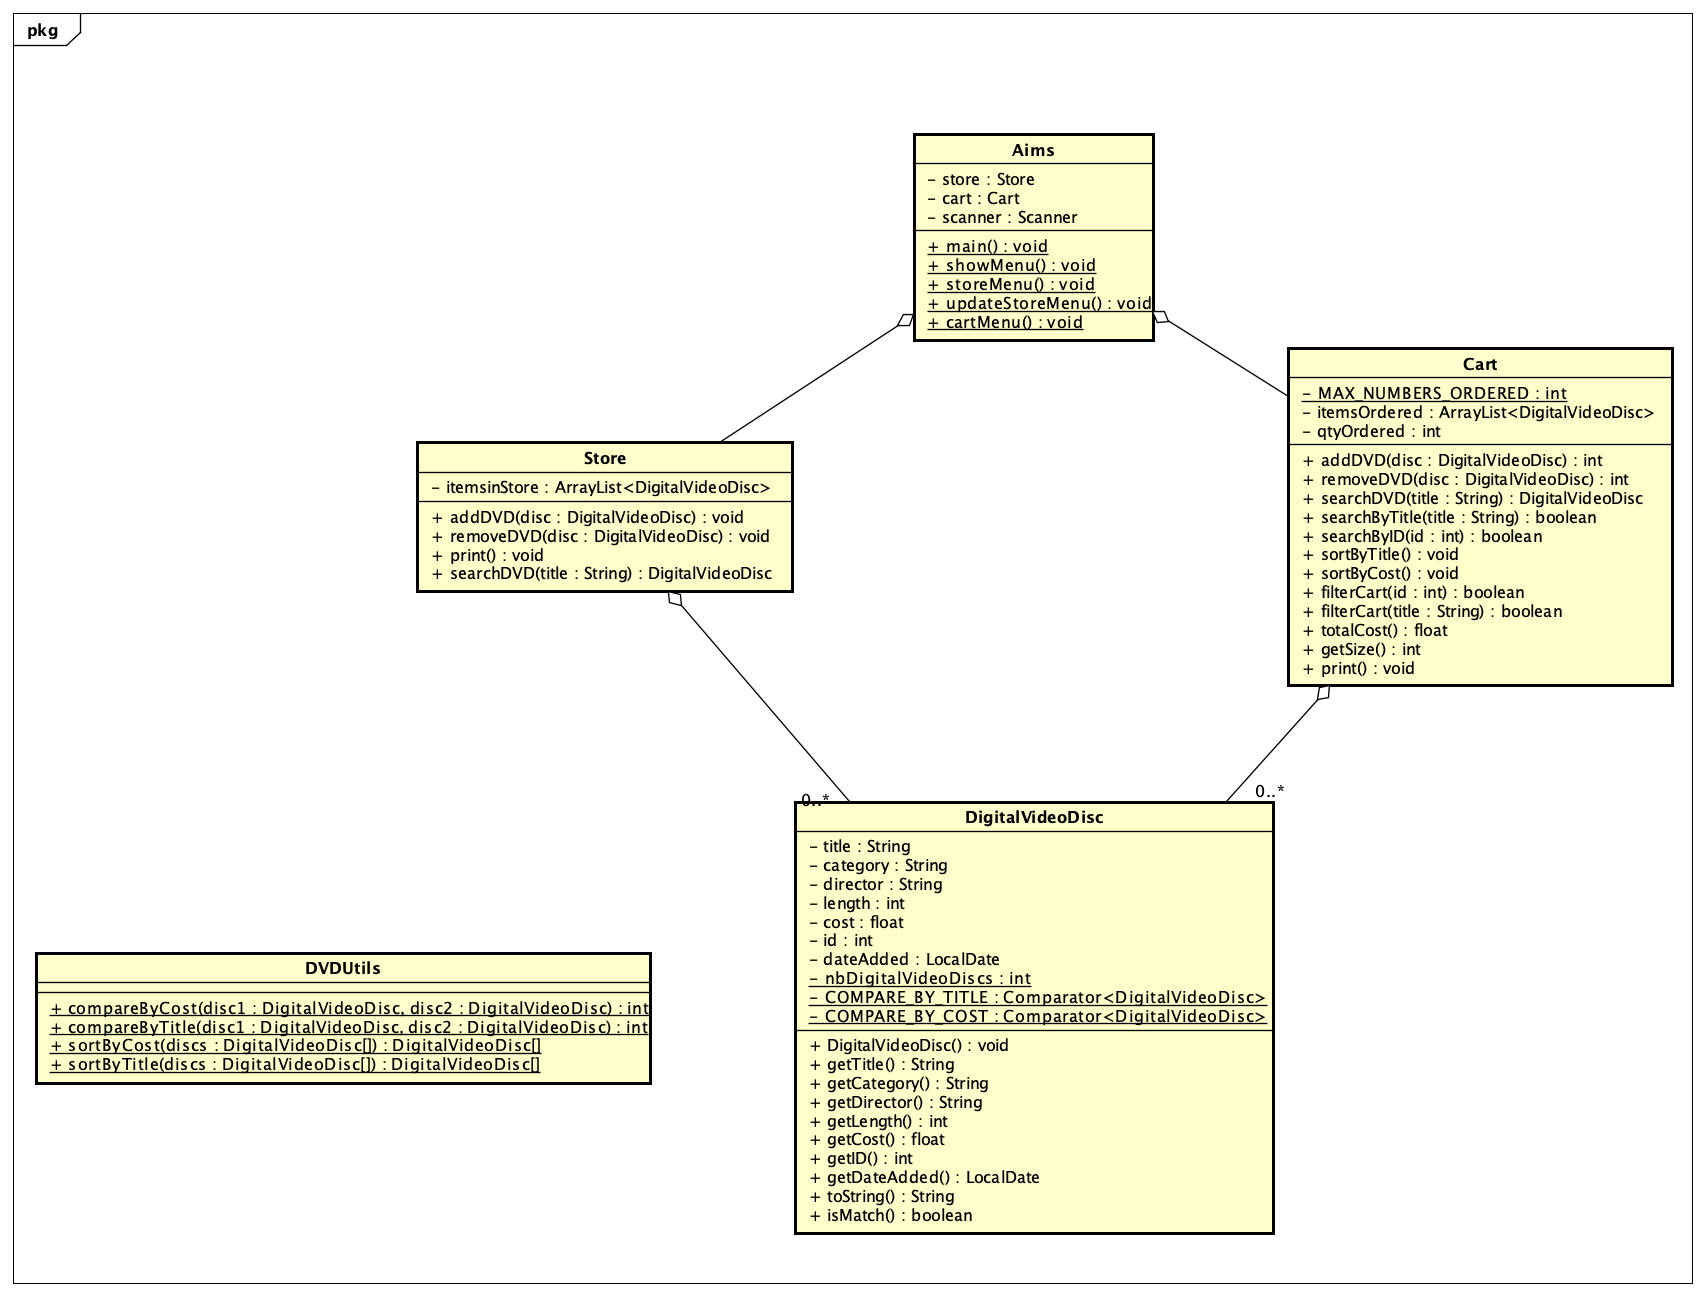 pkg
Aims
- store : Store
- cart : Cart
- scanner : Scanner
+ main() : void
+ showMenu() : void
+ storeMenu() : void
+ updateStoreMenu() : void
+ cartMenu() : void
Cart
- MAX_NUMBERS_ORDERED : int
- itemsOrdered : ArrayList<DigitalVideoDisc>
- qtyOrdered : int
+ addDVD(disc : DigitalVideoDisc) : int
+ removeDVD(disc : DigitalVideoDisc) : int
+ searchDVD(title : String) : DigitalVideoDisc
+ searchByTitle(title : String) : boolean
+ searchByID(id : int) : boolean
+ sortByTitle() : void
+ sortByCost() : void
+ filterCart(id : int) : boolean
+ filterCart(title : String) : boolean
+ totalCost() : float
+ getSize() : int
+ print() : void
Store
- itemsinStore : ArrayList<DigitalVideoDisc>
+ addDVD(disc : DigitalVideoDisc) : void
+ removeDVD(disc : DigitalVideoDisc) : void
+ print() : void
+ searchDVD(title : String) : DigitalVideoDisc
0..*
0..*
DigitalVideoDisc
- title : String
- category : String
- director : String
- length : int
- cost : float
- id : int
- dateAdded : LocalDate
- nbDigitalVideoDiscs : int
- COMPARE_BY_TITLE : Comparator<DigitalVideoDisc>
- COMPARE_BY_COST : Comparator<DigitalVideoDisc>
+ DigitalVideoDisc() : void
+ getTitle() : String
+ getCategory() : String
+ getDirector() : String
+ getLength() : int
+ getCost() : float
+ getID() : int
+ getDateAdded() : LocalDate
+ toString() : String
+ isMatch() : boolean
DVDUtils
+ compareByCost(disc1 : DigitalVideoDisc, disc2 : DigitalVideoDisc) : int
+ compareByTitle(disc1 : DigitalVideoDisc, disc2 : DigitalVideoDisc) : int
+ sortByCost(discs : DigitalVideoDisc[]) : DigitalVideoDisc[]
+ sortByTitle(discs : DigitalVideoDisc[]) : DigitalVideoDisc[]